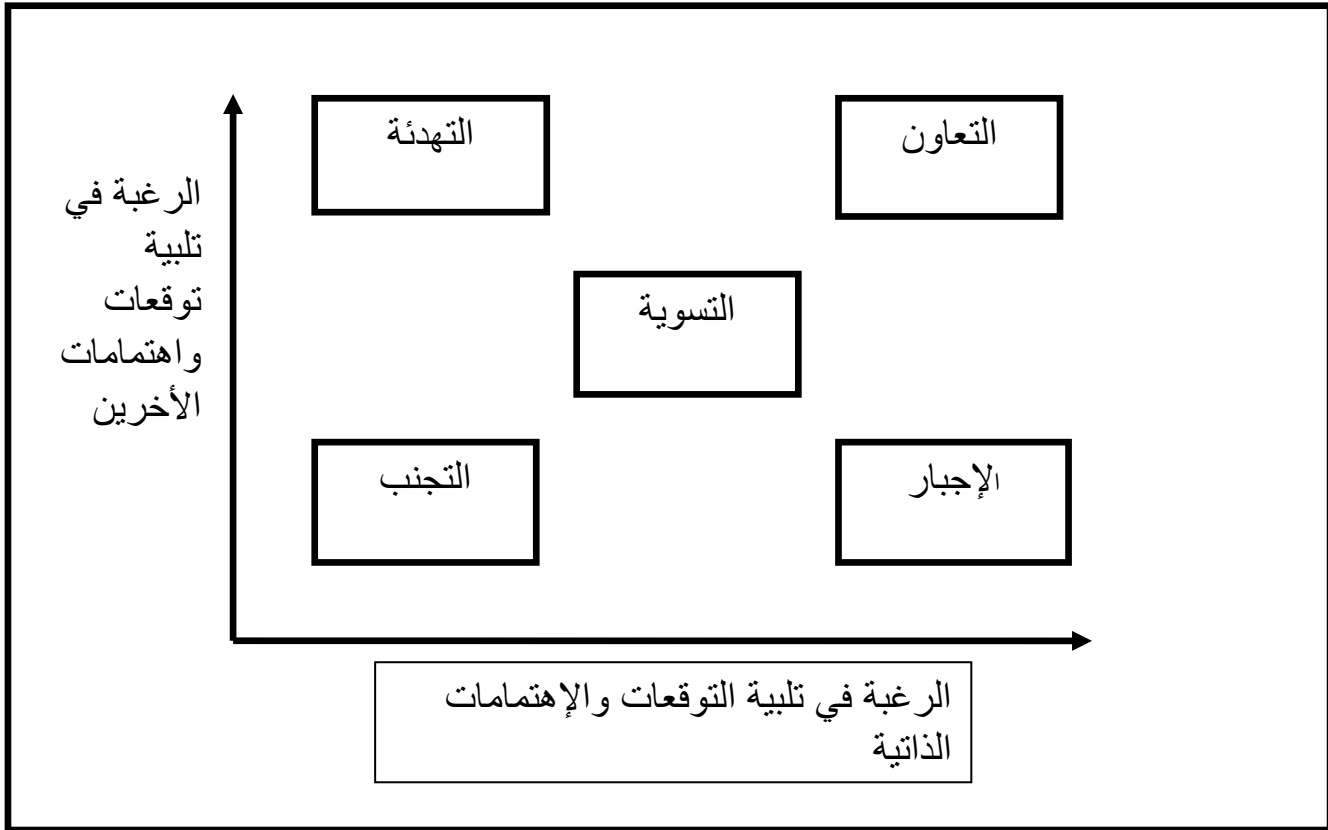 التعاون
التهدئة
الرغبة في
تلبية
توقعات
واهتمامات
الأخرين
التسوية
الإجبار
التجنب
الرغبة في تلبية التوقعات والإهتمامات
الذاتية